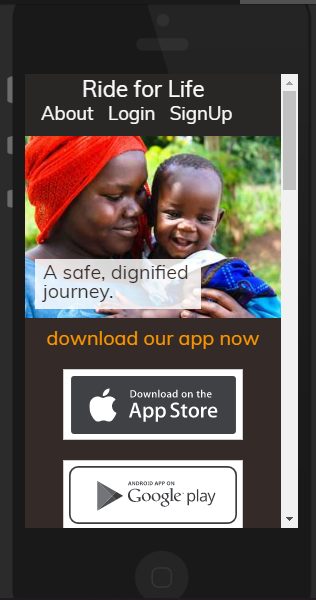 Ride for Life
About Login SignUp
A safe, dignified
journey.
download our app now
Download on the
App Store
ANDROID APP ON
Google play